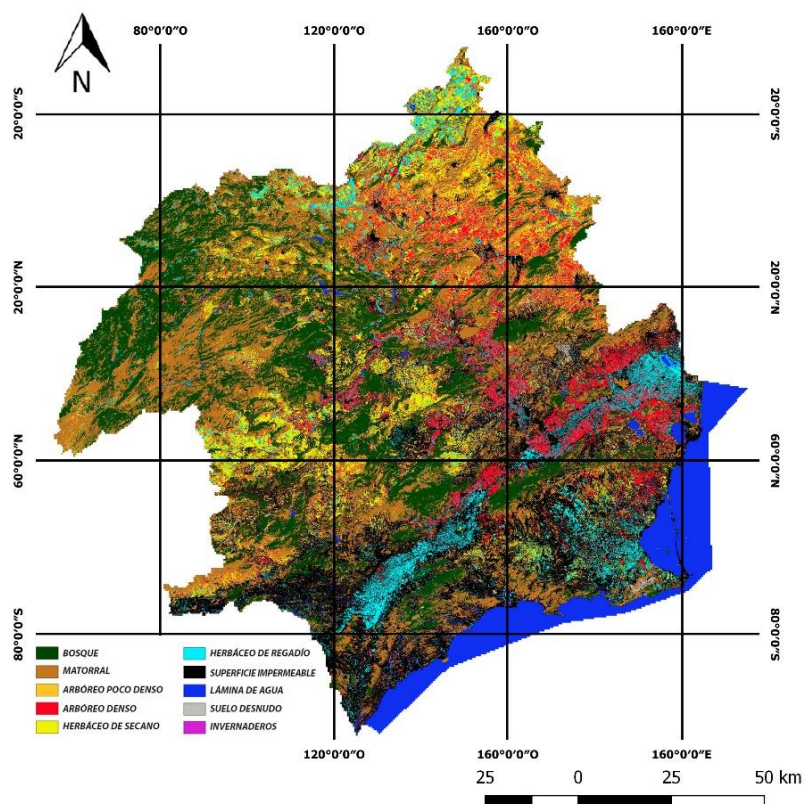 80°0'0"O 120°0'0"O 160°0'0"O 160°0'0"E
N
20°0'0"S 20°0'0"S
20°0'0"N 20°0'0"N
60°0'0"N 60°0'0"N
80°0'0"S 80°0'0"S
BOSQUE
MATORRAL
ARBÓREO POCO DENSO
ARBÓREO DENSO
HERBÁCEO DE SECANO
HERBÁCEO DE REGADÍO
SUPERFICIE IMPERMEABLE
LÁMINA DE AGUA
SUELO DESNUDO
INVERNADEROS
120°0'0"O 160°0'0"O 160°0'0"E
25 0 25 50 km